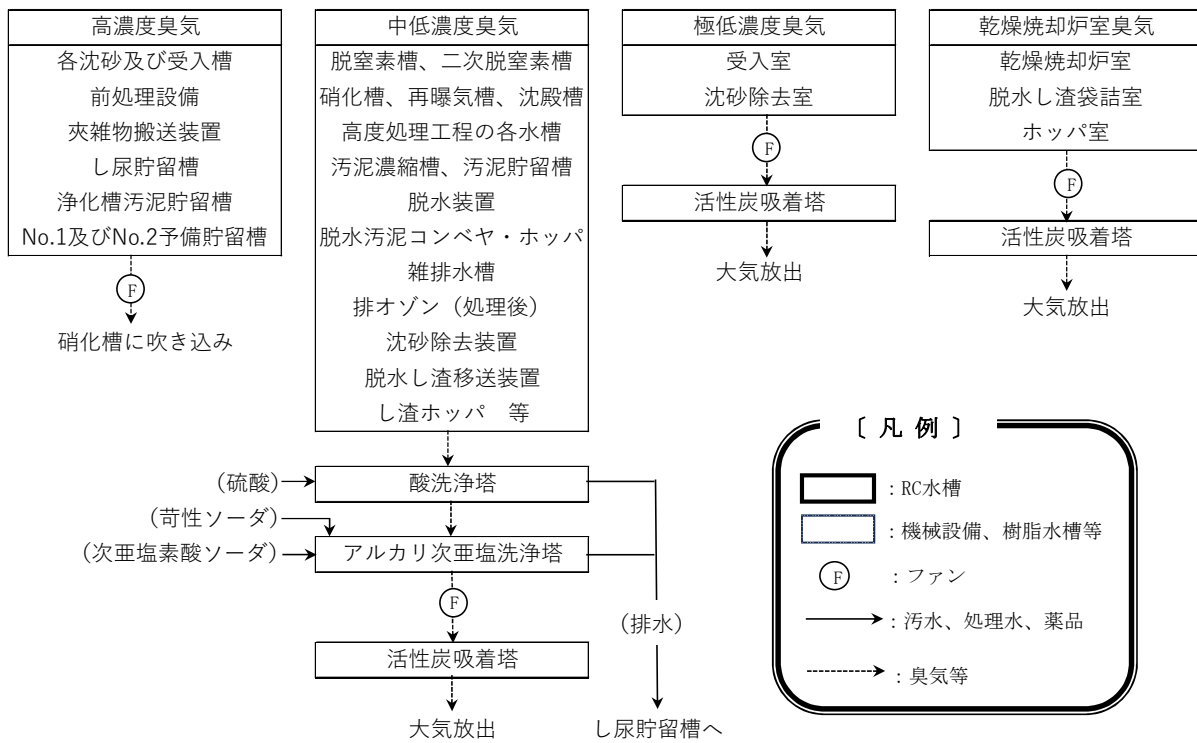 高濃度臭気
各沈砂及び受入槽
前処理設備
夾雑物搬送装置
し尿貯留槽
浄化槽汚泥貯留槽
No.1及びNo.2予備貯留槽
F
硝化槽に吹き込み
中低濃度臭気
脱窒素槽、二次脱窒素槽
硝化槽、再曝気槽、沈殿槽
高度処理工程の各水槽
汚泥濃縮槽、汚泥貯留槽
脱水装置
脱水汚泥コンベヤ・ホッパ
雑排水槽
排オゾン（処理後）
沈砂除去装置
脱水し渣移送装置
し渣ホッパ　等
(硫酸)
酸洗浄塔
(苛性ソーダ)
(次亜塩素酸ソーダ)
アルカリ次亜塩洗浄塔
F
(排水)
活性炭吸着塔
大気放出
し尿貯留槽へ
極低濃度臭気
受入室
沈砂除去室
F
活性炭吸着塔
大気放出
乾燥焼却炉室臭気
乾燥焼却炉室
脱水し渣袋詰室
ホッパ室
F
活性炭吸着塔
大気放出
〔 凡 例 〕
：RC水槽
：機械設備、樹脂水槽等
F ：ファン
：汚水、処理水、薬品
：臭気等